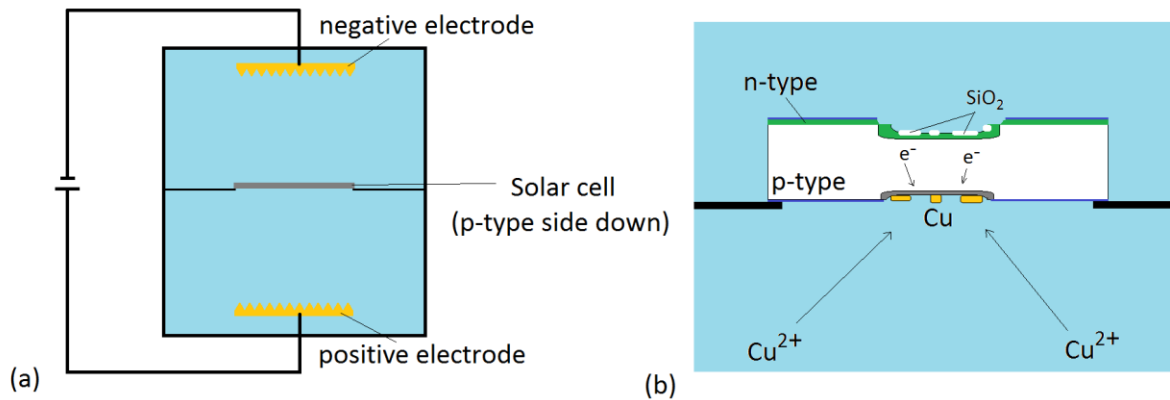 negative electrode
Solar cell
(p-type side down)
positive electrode
(a)
n-type
SiO₂
e⁻ e⁻
p-type
Cu
Cu²⁺ Cu²⁺
(b)